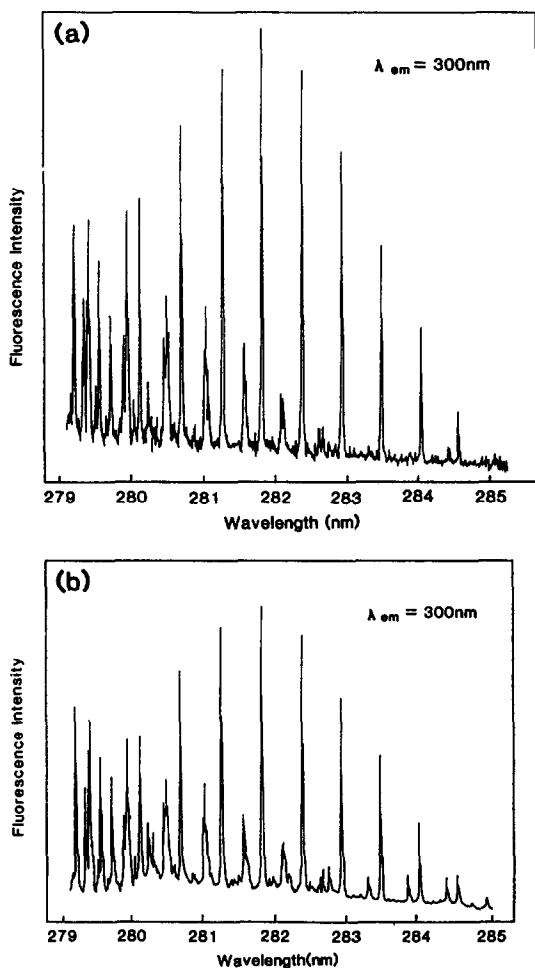 (a)
λ em = 300nm
Fluorescence Intensity
279 280 281 282 283 284 285
Wavelength (nm)
(b)
λ em = 300nm
Fluorescence Intensity
279 280 281 282 283 284 285
Wavelength(nm)